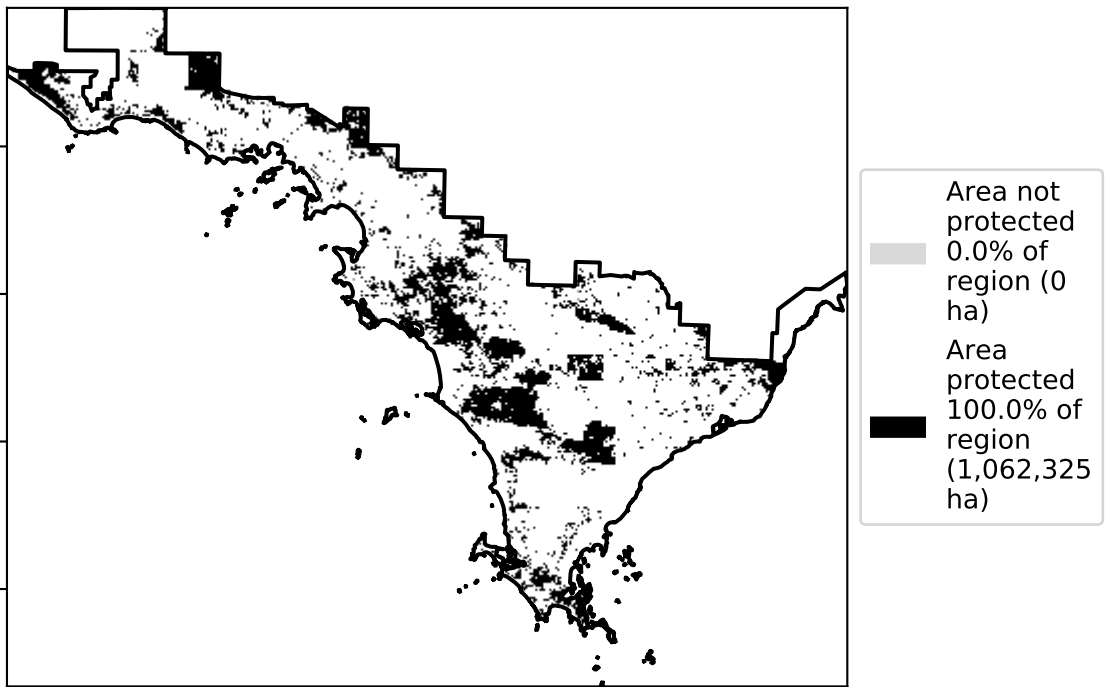 Area not
protected
0.0% of
region (0
ha)
Area
protected
100.0% of
region
(1,062,325
ha)